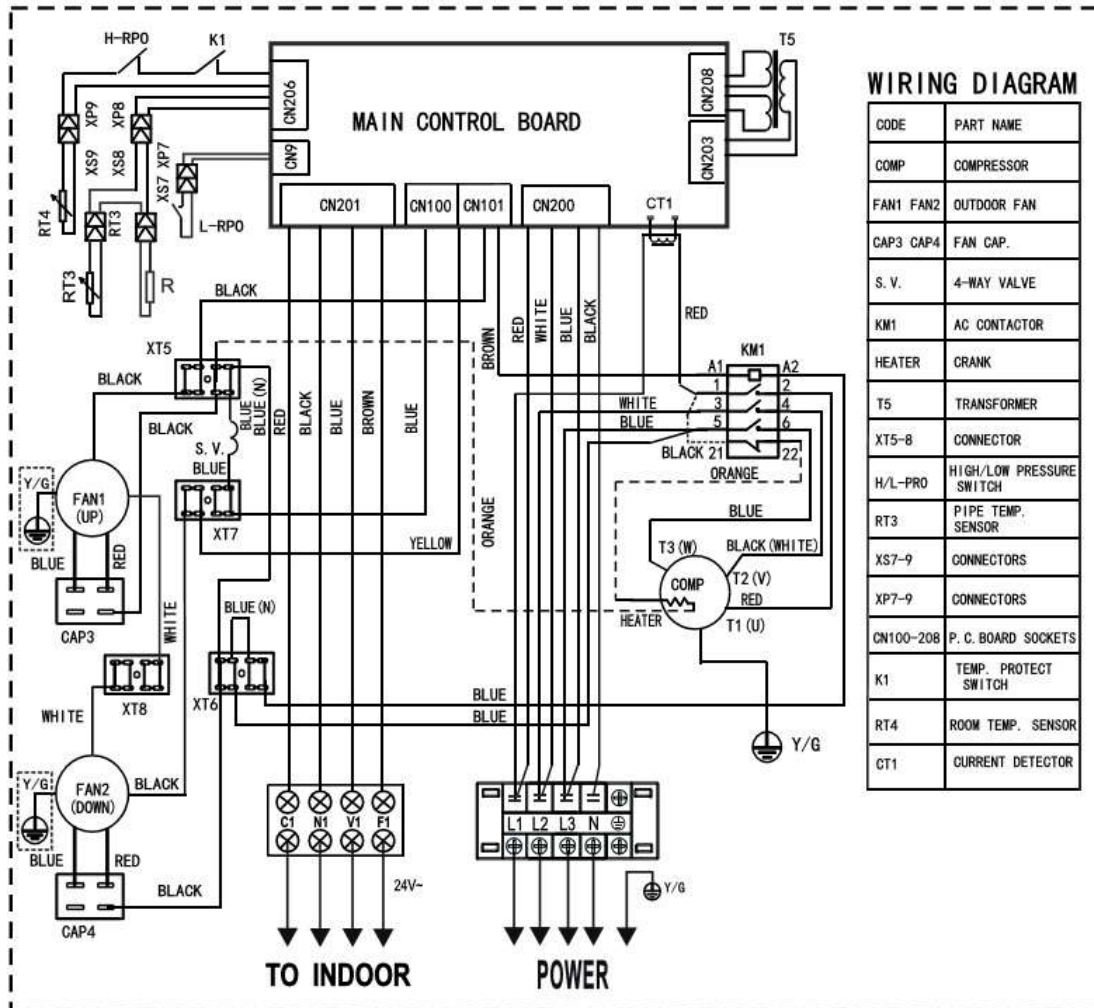 H-RPO
K1
XP9
XP8
XS9
XS8
RT4
RT3
RT3
R
XS7 XP7
L-RPO
CN206
CN9
MAIN CONTROL BOARD
CN208
CN203
T5
CN201
CN100
CN101
CN200
CT1
BLACK
BROWN
RED
WHITE
BLUE
BLACK
RED
KM1
A1
A2
1
2
3
4
5
6
21
22
WHITE
BLUE
BLACK
ORANGE
XT5
BLACK
BLACK
BLUE
BLUE(N)
RED
BLACK
BLUE
BROWN
BLUE
S.V.
BLUE
XT7
YELLOW
ORANGE
Y/G
FAN1
(UP)
BLUE
RED
WHITE
CAP3
BLUE
T3(W)
BLACK(WHITE)
COMP
T2(V)
RED
HEATER
T1(U)
Y/G
BLUE(N)
XT8
XT6
BLUE
BLUE
WHITE
Y/G
FAN2
(DOWN)
BLACK
BLUE
RED
BLACK
CAP4
C1
N1
V1
F1
24V~
TO INDOOR
L1
L2
L3
N
Y/G
POWER
WIRING DIAGRAM
CODE PART NAME
COMP COMPRESSOR
FAN1 FAN2 OUTDOOR FAN
CAP3 CAP4 FAN CAP.
S.V. 4-WAY VALVE
KM1 AC CONTACTOR
HEATER CRANK
T5 TRANSFORMER
XT5-8 CONNECTOR
H/L-PRO HIGH/LOW PRESSURE
SWITCH
RT3 PIPE TEMP.
SENSOR
XS7-9 CONNECTORS
XP7-9 CONNECTORS
CN100-208 P.C.BOARD SOCKETS
K1 TEMP. PROTECT
SWITCH
RT4 ROOM TEMP. SENSOR
CT1 CURRENT DETECTOR